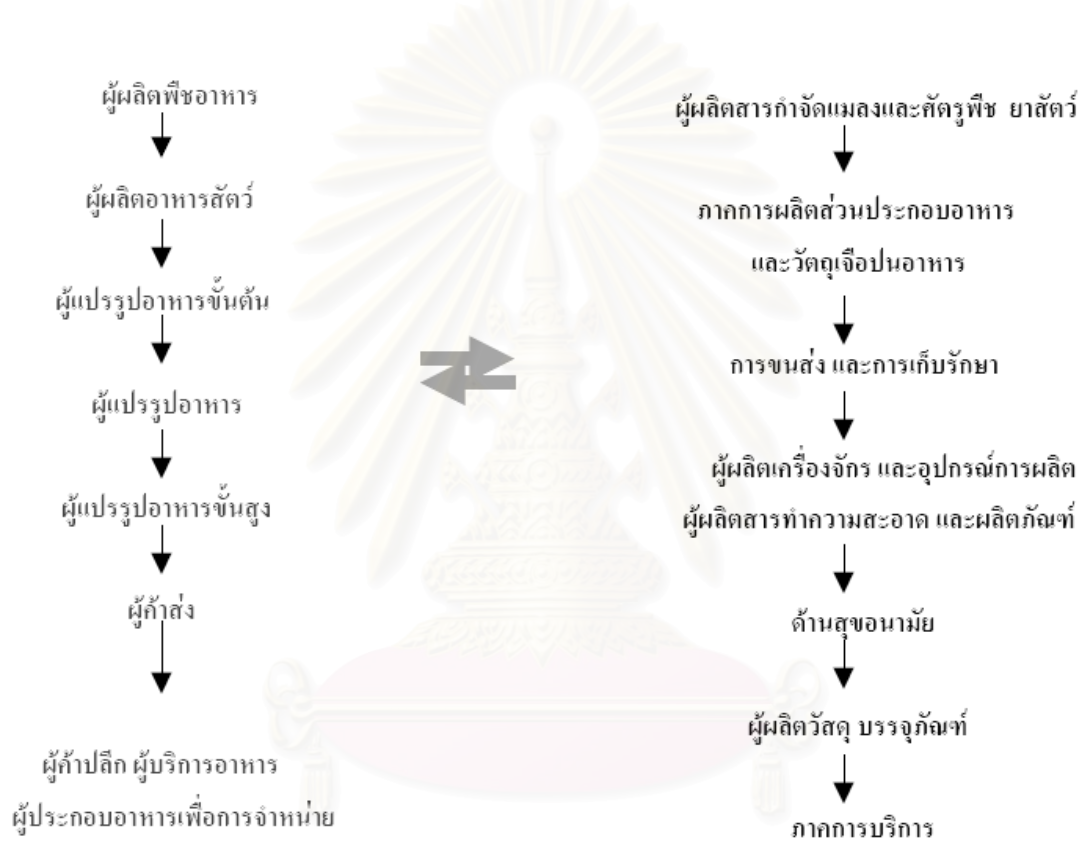 ผู้ผลิตพืชอาหาร
ผู้ผลิตอาหารสัตว์
ผู้แปรรูปอาหารขั้นต้น
ผู้แปรรูปอาหาร
ผู้แปรรูปอาหารขั้นสูง
ผู้ค้าส่ง
ผู้ค้าปลีก ผู้บริการอาหาร
ผู้ประกอบอาหารเพื่อการจำหน่าย
ผู้ผลิตสารกำจัดแมลงและศัตรูพืช ยาสัตว์
ภาคการผลิตส่วนประกอบอาหาร
และวัตถุเจือปนอาหาร
การขนส่ง และการเก็บรักษา
ผู้ผลิตเครื่องจักร และอุปกรณ์การผลิต
ผู้ผลิตสารทำความสะอาด และผลิตภัณฑ์
ด้านสุขอนามัย
ผู้ผลิตวัสดุ บรรจุภัณฑ์
ภาคการบริการ